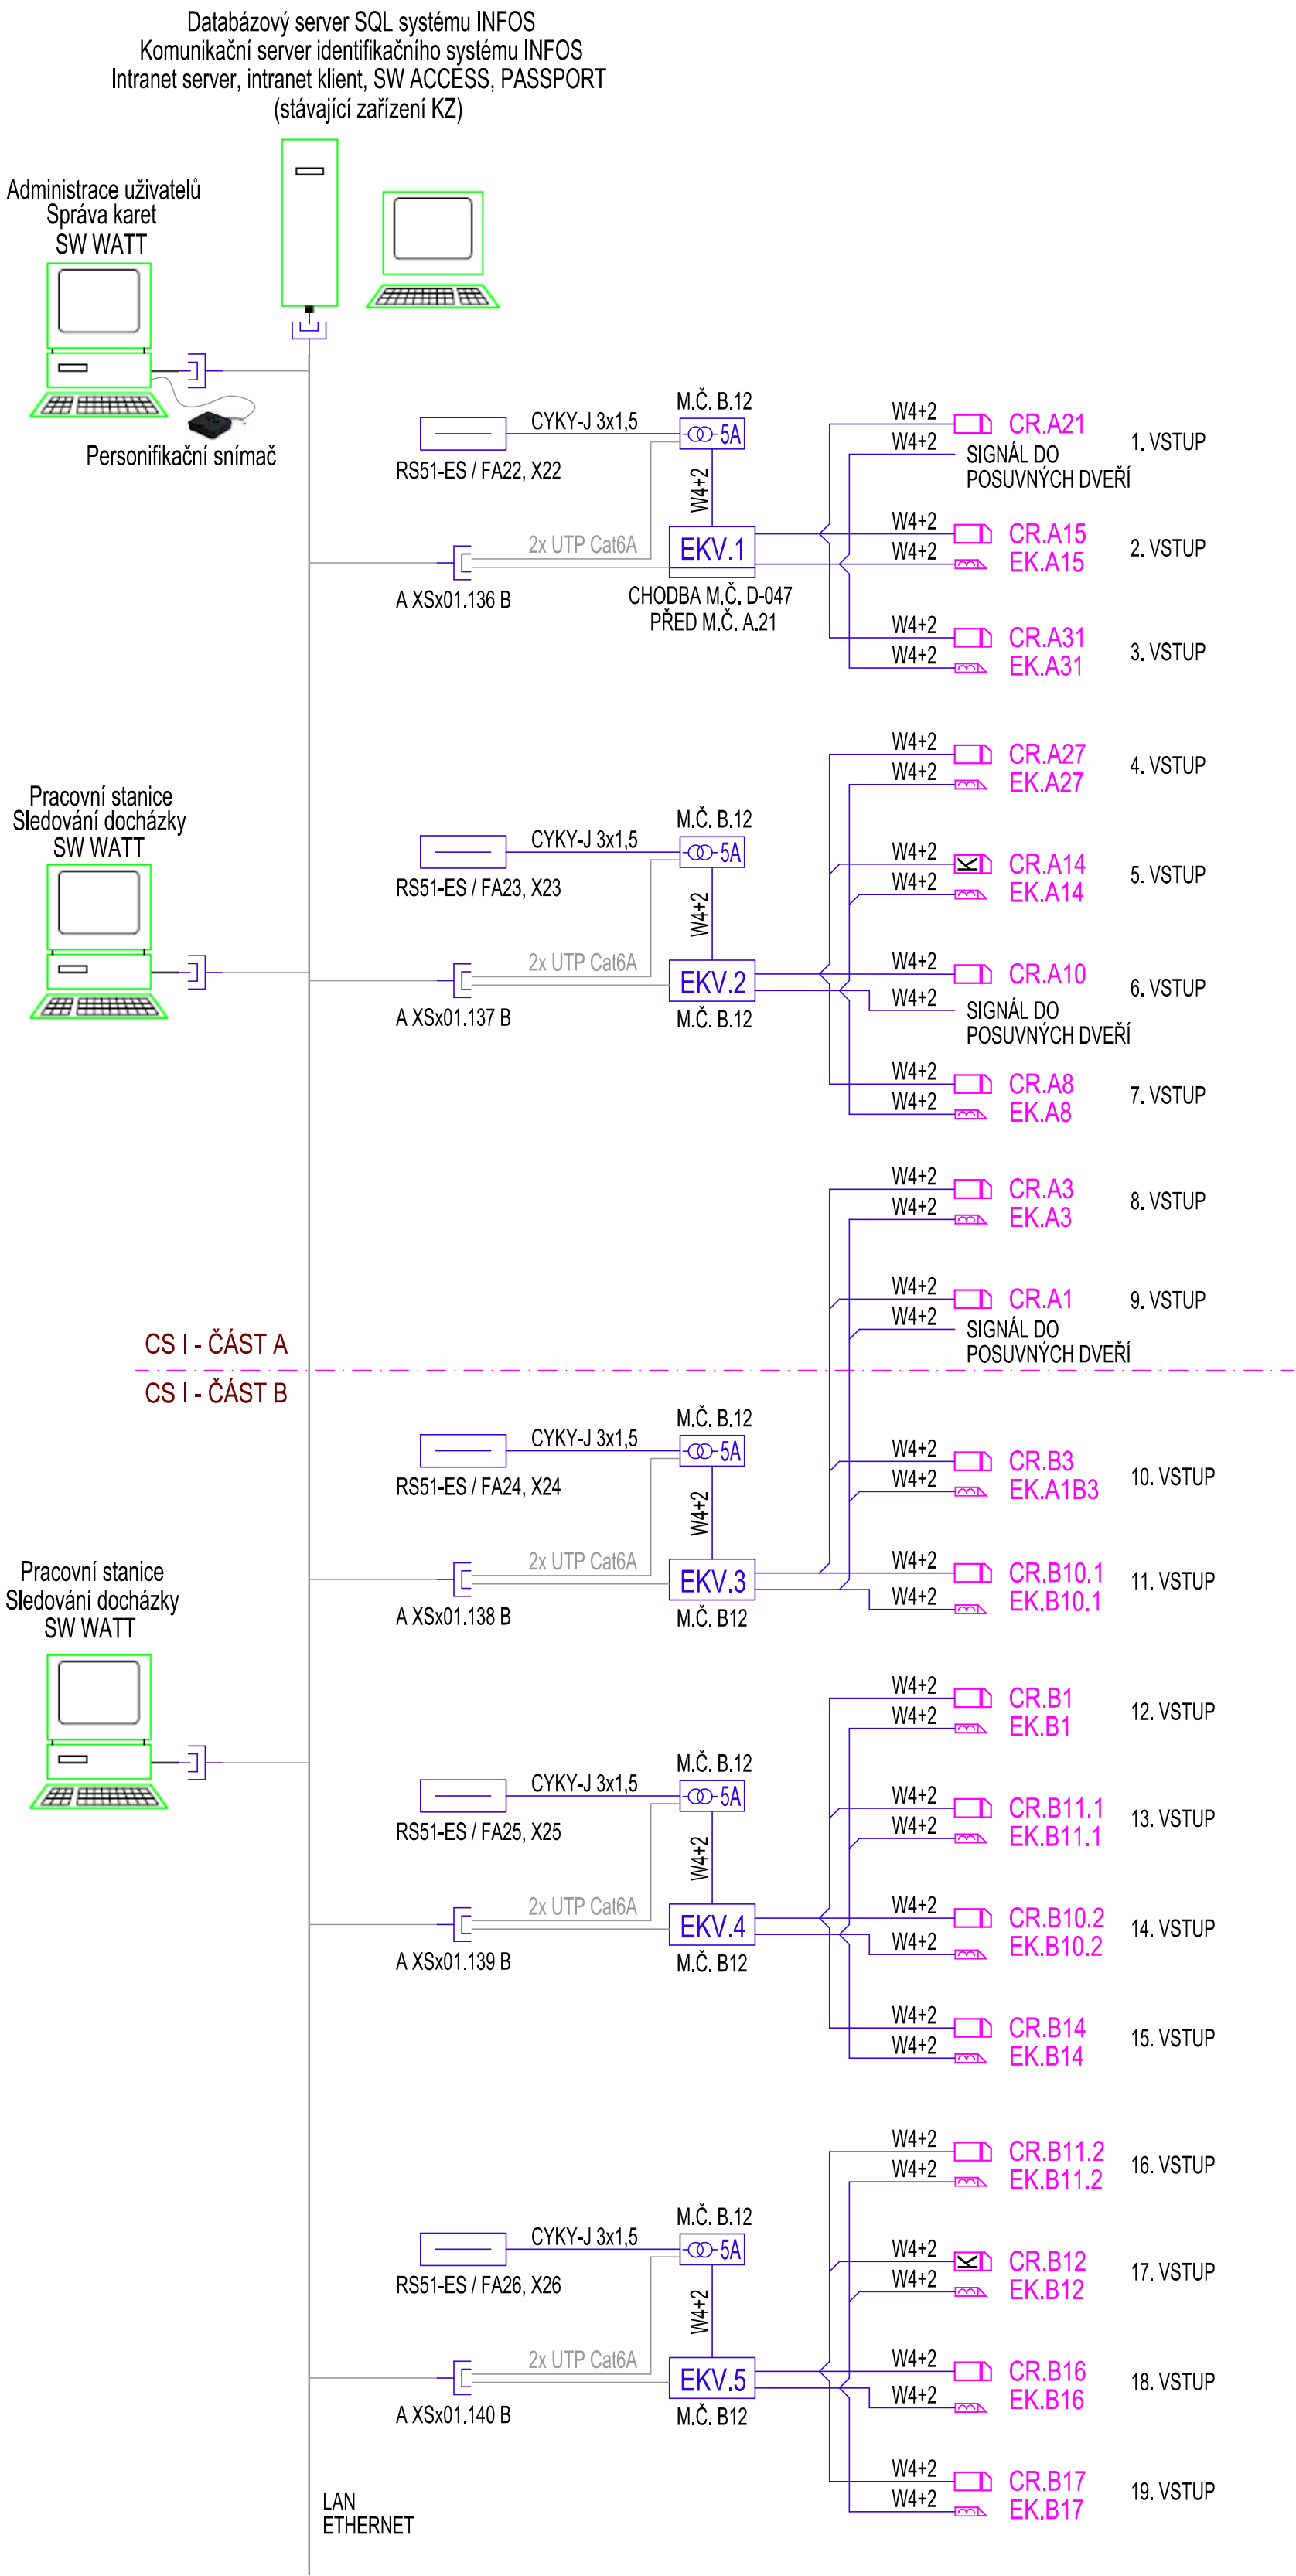 Databázový server SQL systému INFOS
Komunikační server identifikačního systému INFOS
Intranet server, intranet klient, SW ACCESS, PASSPORT
(stávající zařízení KZ)
Administrace uživatelů
Správa karet
SW WATT
Personifikační snímač
M.Č. B.12
CYKY-J 3x1,5
5A
RS51-ES / FA22, X22
W4+2
2x UTP Cat6A
EKV.1
A XSx01.136 B
CHODBA M.Č. D-047
PŘED M.Č. A.21
W4+2
CR.A21
1. VSTUP
W4+2
SIGNÁL DO
POSUVNÝCH DVEŘÍ
W4+2
CR.A15
2. VSTUP
W4+2
EK.A15
W4+2
CR.A31
3. VSTUP
W4+2
EK.A31
Pracovní stanice
Sledování docházky
SW WATT
M.Č. B.12
CYKY-J 3x1,5
5A
RS51-ES / FA23, X23
W4+2
2x UTP Cat6A
EKV.2
A XSx01.137 B
M.Č. B.12
W4+2
CR.A27
4. VSTUP
W4+2
EK.A27
W4+2
K
CR.A14
5. VSTUP
W4+2
EK.A14
W4+2
CR.A10
6. VSTUP
W4+2
SIGNÁL DO
POSUVNÝCH DVEŘÍ
W4+2
CR.A8
7. VSTUP
W4+2
EK.A8
W4+2
CR.A3
8. VSTUP
W4+2
EK.A3
W4+2
CR.A1
9. VSTUP
W4+2
SIGNÁL DO
POSUVNÝCH DVEŘÍ
CS I - ČÁST A
CS I - ČÁST B
M.Č. B.12
CYKY-J 3x1,5
5A
RS51-ES / FA24, X24
W4+2
2x UTP Cat6A
EKV.3
A XSx01.138 B
M.Č. B12
W4+2
CR.B3
10. VSTUP
W4+2
EK.A1B3
W4+2
CR.B10.1
11. VSTUP
W4+2
EK.B10.1
Pracovní stanice
Sledování docházky
SW WATT
M.Č. B.12
CYKY-J 3x1,5
5A
RS51-ES / FA25, X25
W4+2
2x UTP Cat6A
EKV.4
A XSx01.139 B
M.Č. B12
W4+2
CR.B1
12. VSTUP
W4+2
EK.B1
W4+2
CR.B11.1
13. VSTUP
W4+2
EK.B11.1
W4+2
CR.B10.2
14. VSTUP
W4+2
EK.B10.2
W4+2
CR.B14
15. VSTUP
W4+2
EK.B14
M.Č. B.12
CYKY-J 3x1,5
5A
RS51-ES / FA26, X26
W4+2
2x UTP Cat6A
EKV.5
A XSx01.140 B
M.Č. B12
W4+2
CR.B11.2
16. VSTUP
W4+2
EK.B11.2
W4+2
K
CR.B12
17. VSTUP
W4+2
EK.B12
W4+2
CR.B16
18. VSTUP
W4+2
EK.B16
W4+2
CR.B17
19. VSTUP
W4+2
EK.B17
LAN
ETHERNET